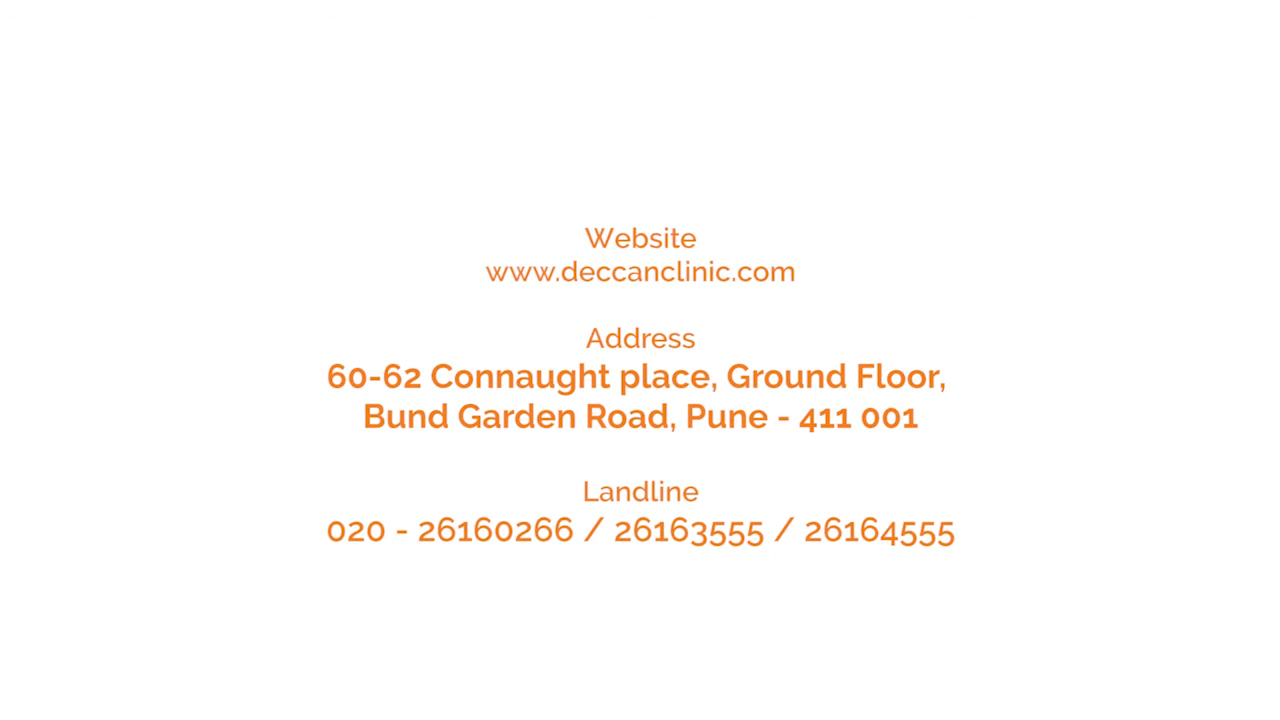 Website
www.deccanclinic.com
Address
60-62 Connaught place, Ground Floor,
Bund Garden Road, Pune - 411 001
Landline
020 - 26160266 / 26163555 / 26164555